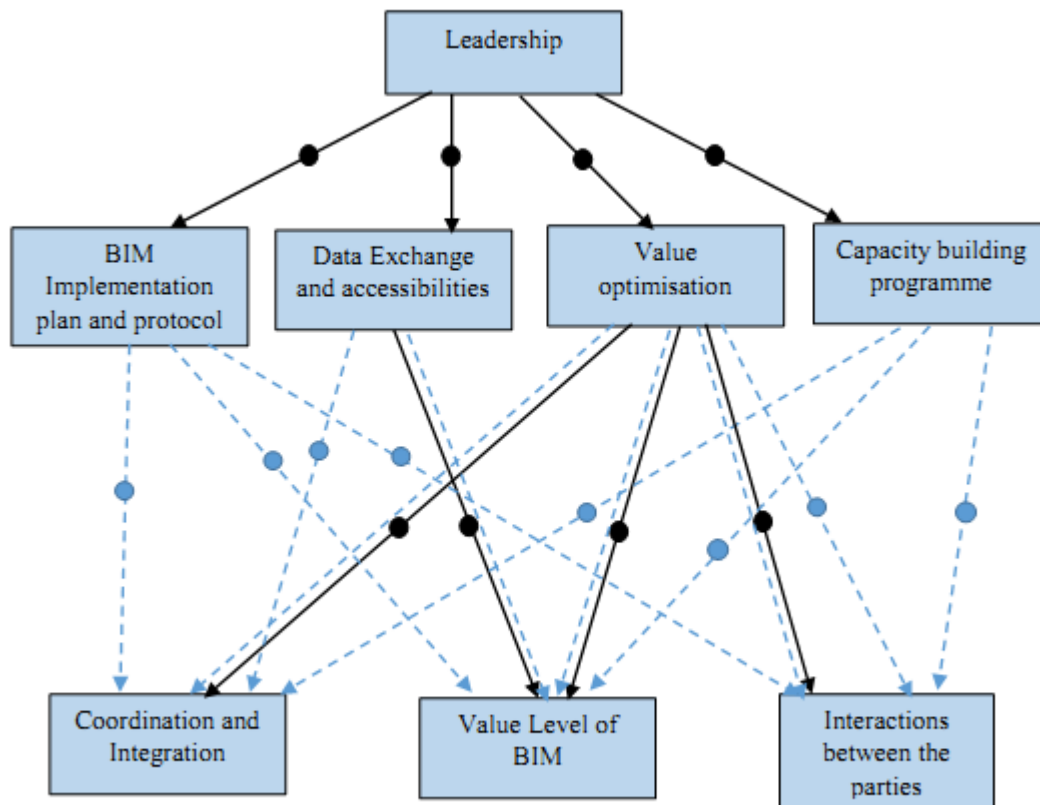 Leadership
BIM
Implementation
plan and protocol
Data Exchange
and accessibilities
Value
optimisation
Capacity building
programme
Coordination and
Integration
Value Level of
BIM
Interactions
between the
parties